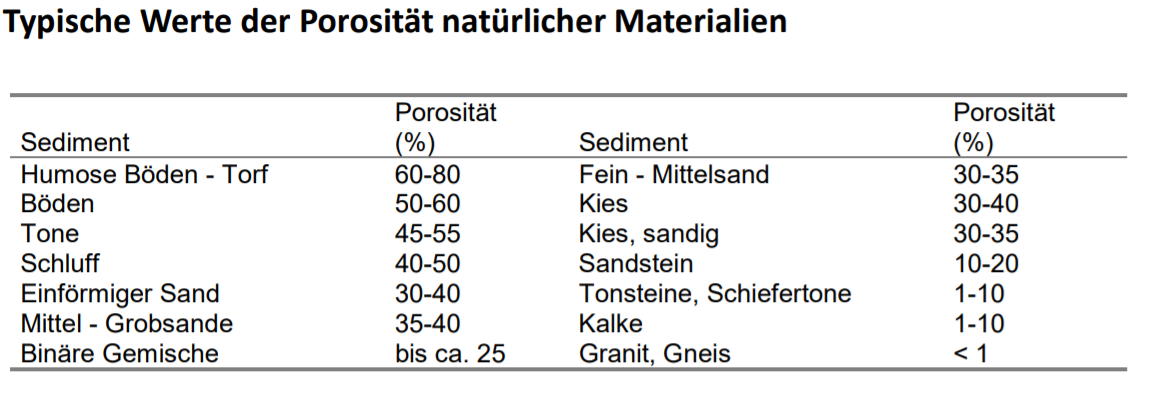 Typische Werte der Porosität natürlicher Materialien
Porosität Porosität
Sediment (%) Sediment (%)
Humose Böden - Torf 60-80 Fein - Mittelsand 30-35
Böden 50-60 Kies 30-40
Tone 45-55 Kies, sandig 30-35
Schluff 40-50 Sandstein 10-20
Einförmiger Sand 30-40 Tonsteine, Schiefertone 1-10
Mittel - Grobsande 35-40 Kalke 1-10
Binäre Gemische bis ca. 25 Granit, Gneis < 1